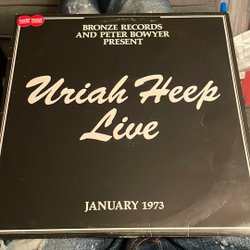 BRONZE RECORDS
AND PETER BOWYER
PRESENT
Uriah Heep
Live
JANUARY 1973